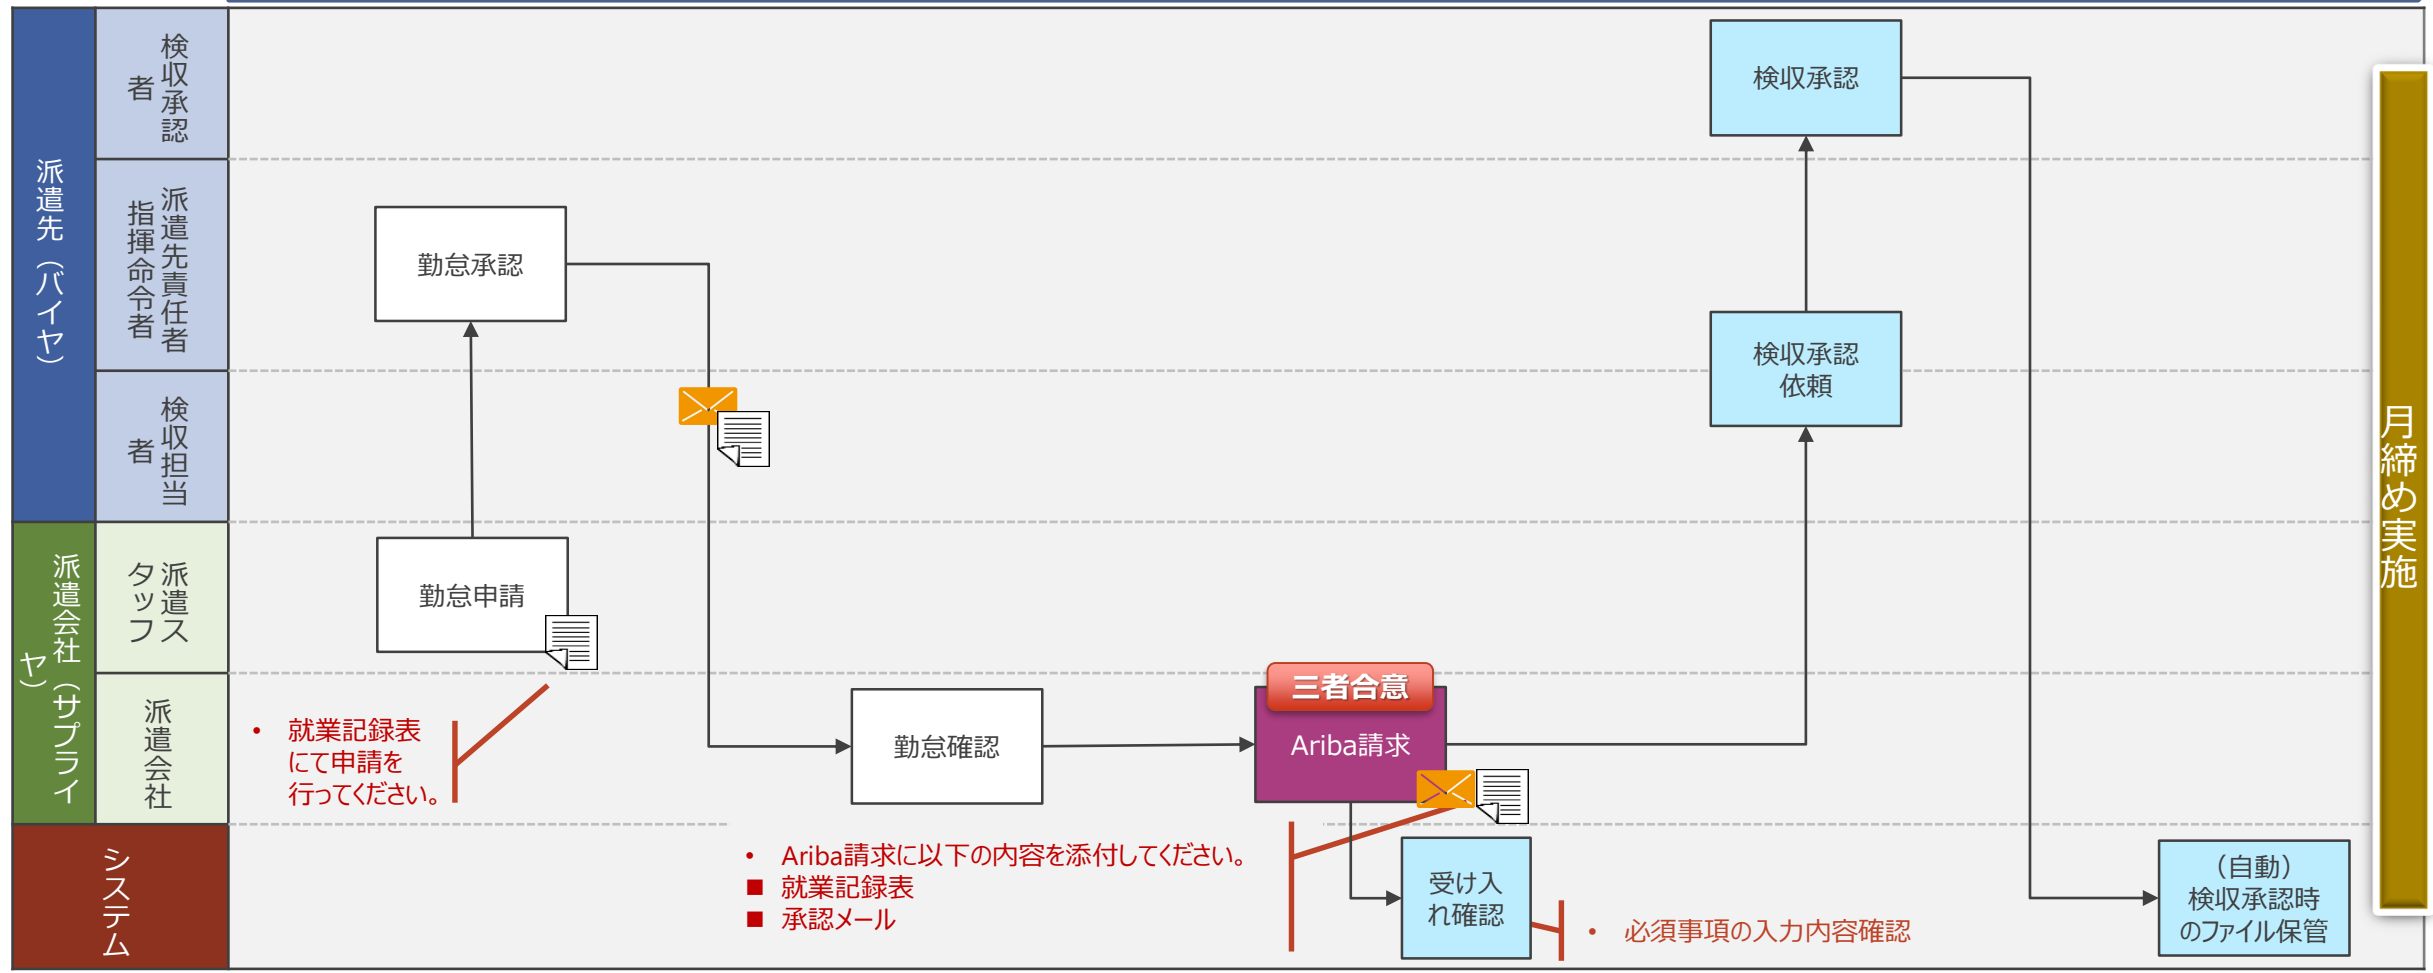 派遣先（バイヤ）
検収承認
者
派遣先責任者
指揮命令者
検収担当
者
派遣会社（サプライ
ヤ）
派遣ス
タッフ
派遣会社
システム
検収承認
勤怠承認
検収承認
依頼
勤怠申請
• 就業記録表
にて申請を
行ってください。
勤怠確認
三者合意
Ariba請求
• Ariba請求に以下の内容を添付してください。
■ 就業記録表
■ 承認メール
受け入
れ確認
• 必須事項の入力内容確認
（自動）
検収承認時
のファイル保管
月締め実施